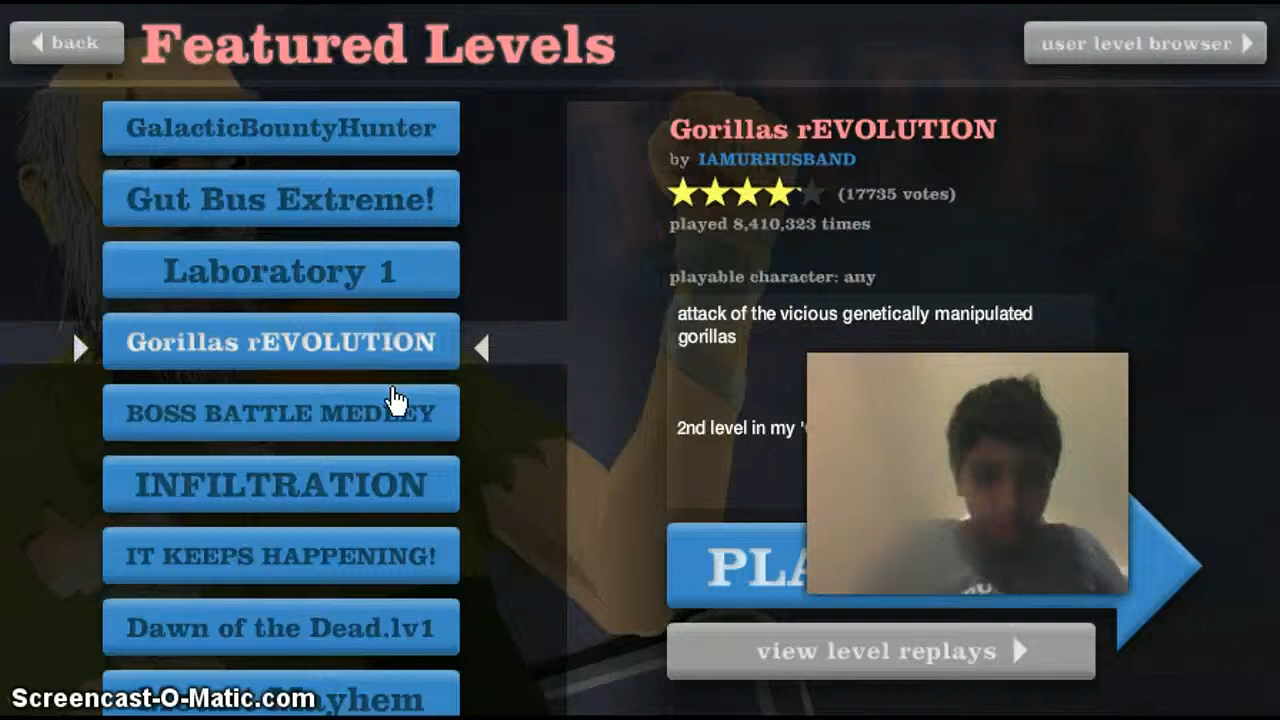 back
Featured Levels
user level browser
GalacticBountyHunter
Gut Bus Extreme!
Laboratory 1
Gorillas rEVOLUTION
BOSS BATTLE MEDLEY
INFILTRATION
IT KEEPS HAPPENING!
Dawn of the Dead.lv1
Mayhem
Gorillas rEVOLUTION
by IAMURHUSBAND
(17735 votes)
played 8,410,323 times
playable character: any
attack of the vicious genetically manipulated
gorillas
2nd level in my
PLA
view level replays
Screencast-O-Matic.com